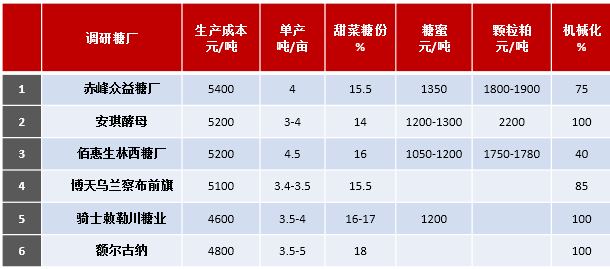 调研糖厂 生产成本 元/吨 单产 吨/亩 甜菜糖份 % 糖蜜 元/吨 颗粒粕 元/吨 机械化 %
1 赤峰众益糖厂 5400 4 15.5 1350 1800-1900 75
2 安琪酵母 5200 3-4 14 1200-1300 2200 100
3 佰惠生林西糖厂 5200 4.5 16 1050-1200 1750-1780 40
4 博天乌兰察布前旗 5100 3.4-3.5 15.5 85
5 骑士敕勒川糖业 4600 3.5-4 16-17 1200 100
6 额尔古纳 4800 3.5-5 18 100